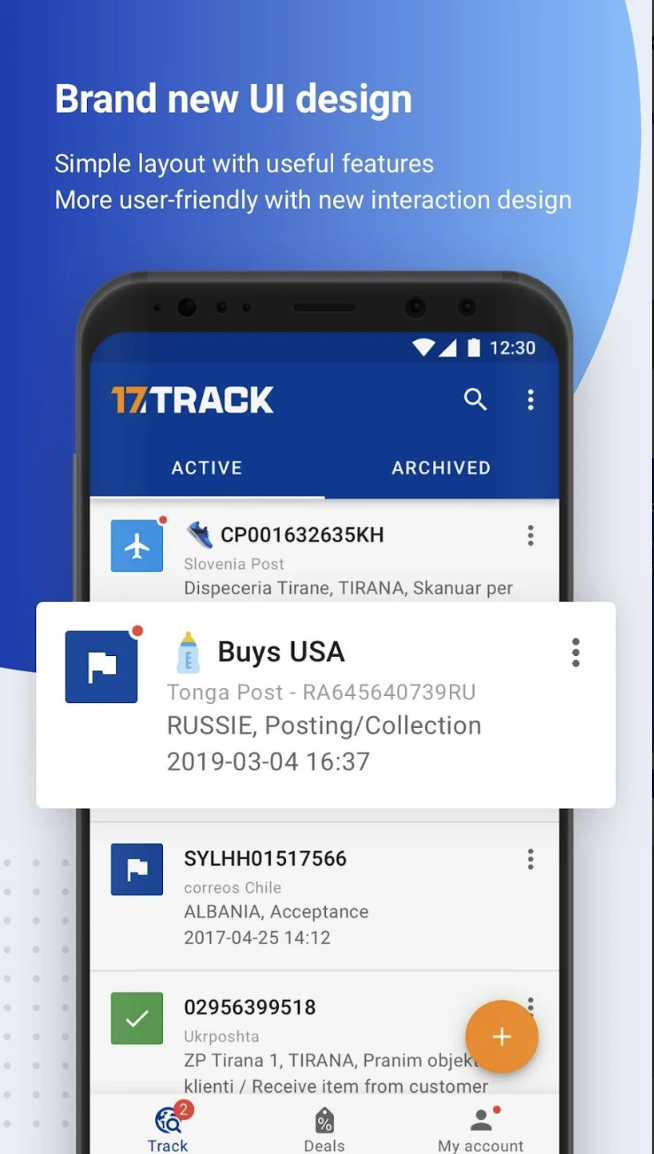 Brand new UI design
Simple layout with useful features
More user-friendly with new interaction design
12:30
17TRACK
ACTIVE
ARCHIVED
CP001632635KH
Slovenia Post
Dispeceria Tirane, TIRANA, Skanuar per
Buys USA
Tonga Post - RA645640739RU
RUSSIE, Posting/Collection
2019-03-04 16:37
SYLHH01517566
correos Chile
ALBANIA, Acceptance
2017-04-25 14:12
02956399518
Ukrposhta
ZP Tirana 1, TIRANA, Pranim objekt
klienti / Receive item from customer
2
Track
Deals
My account